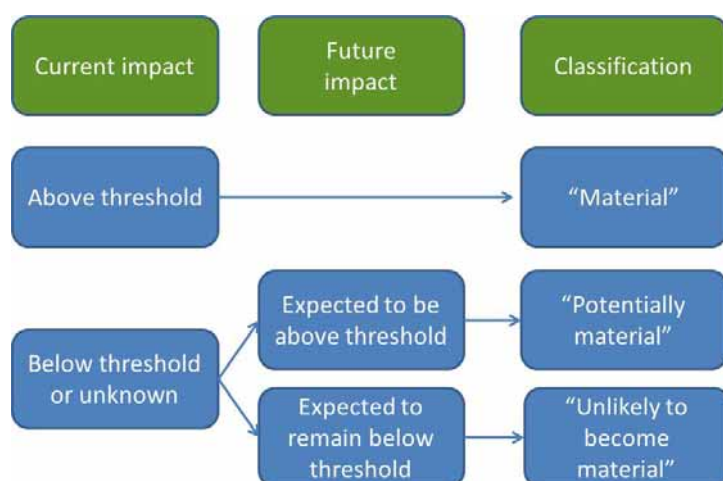 Current impact
Future
impact
Classification
Above threshold
“Material”
Below threshold
or unknown
Expected to be
above threshold
“Potentially
material”
Expected to
remain below
threshold
“Unlikely to
become
material”